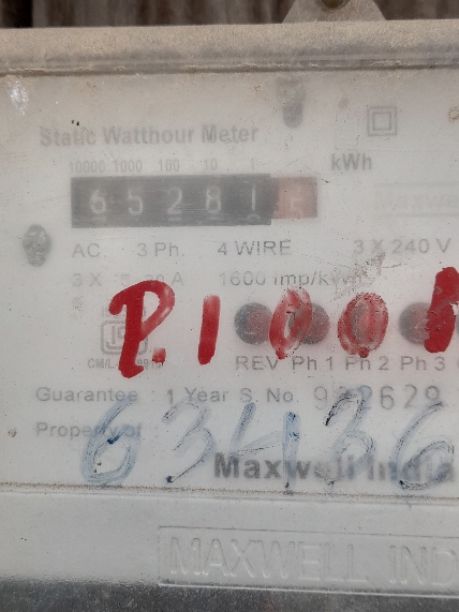 Static Watthour Meter
10000 1000 100 10 1
kWh
6 5 2 8 1
AC. 3 Ph. 4 WIRE 3 X 240 V
1600 Imp/kWh
P.100
REV Ph 1 Ph 2 Ph 3
Guarantee : 1 Year S. No. 982629
Property of
63436
Maxwell India
MAXWELL IND